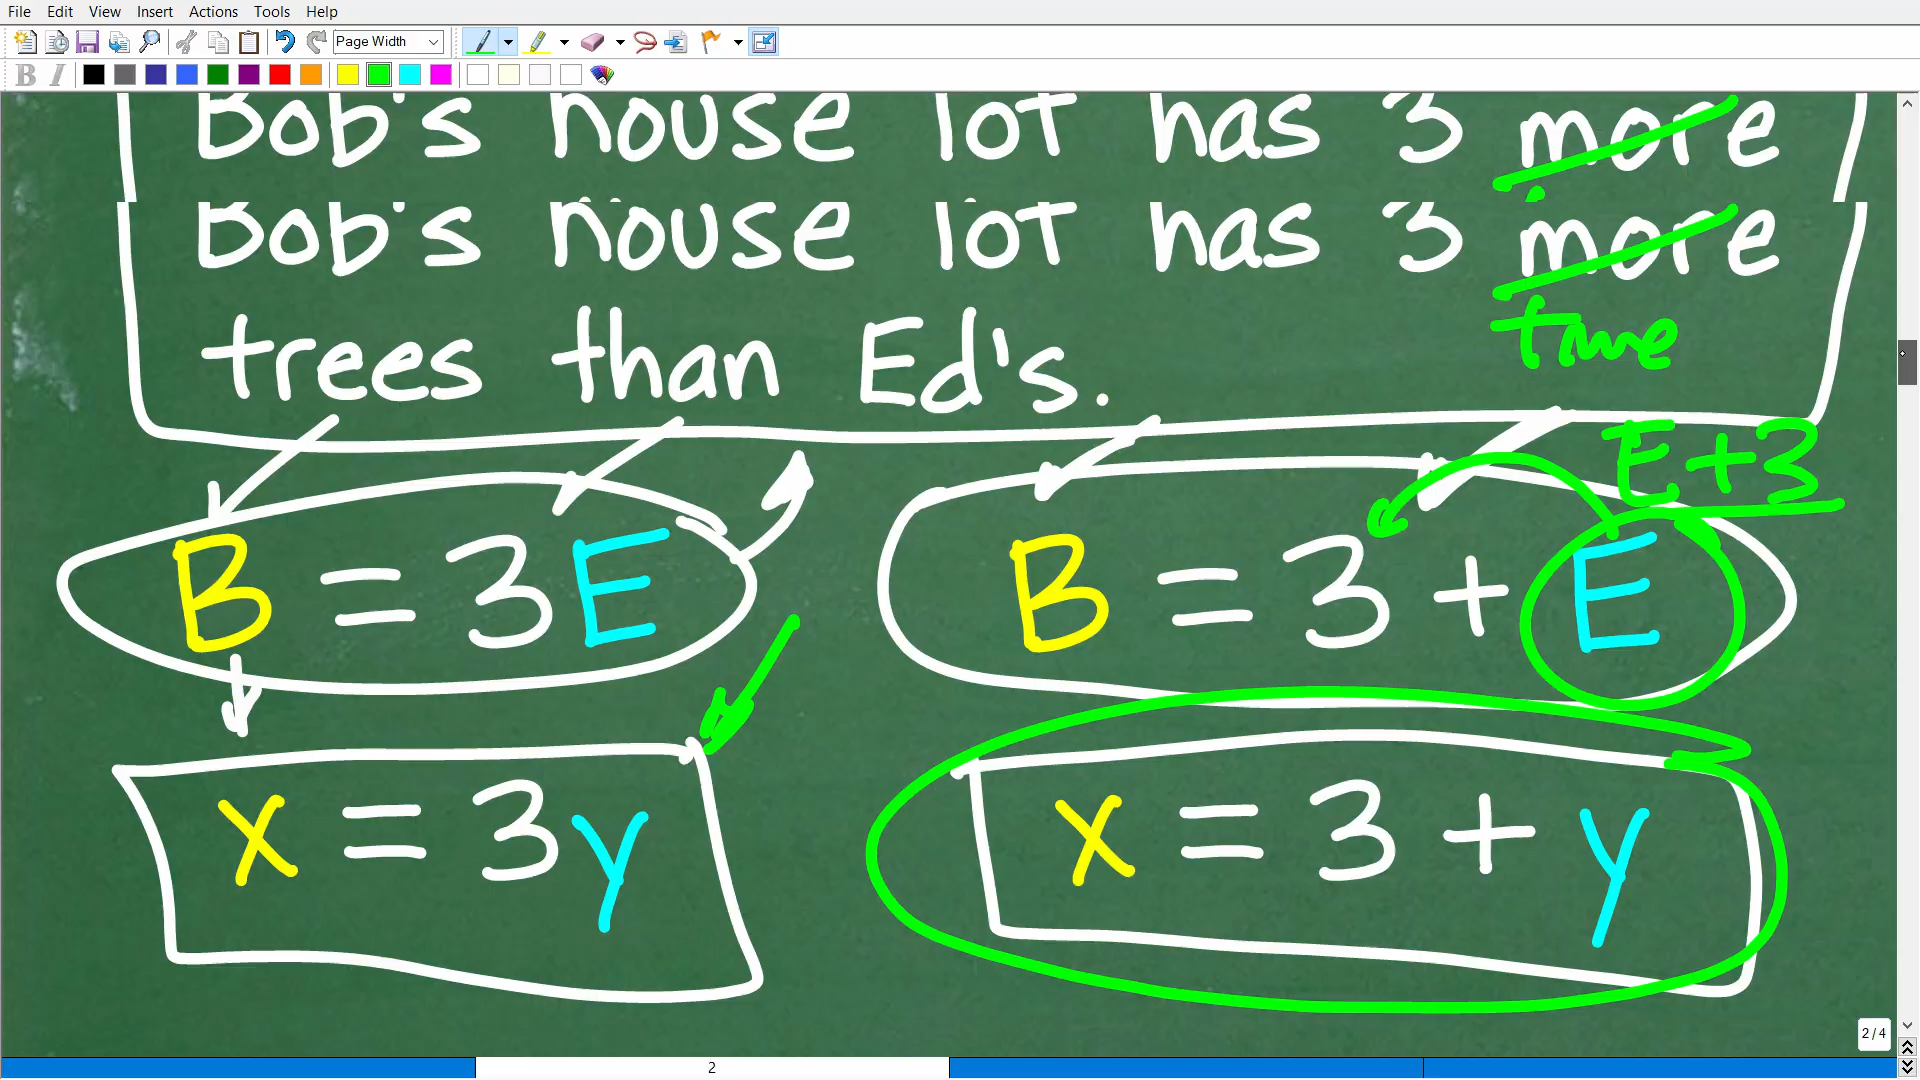 File Edit View Insert Actions Tools Help
Page Width
B I
Bob's house lot has 3 more
Bob's house lot has 3 more
time
trees than Ed's.
E+3
B = 3E
B = 3 + E
x = 3y
x = 3 + y
2 / 4
2